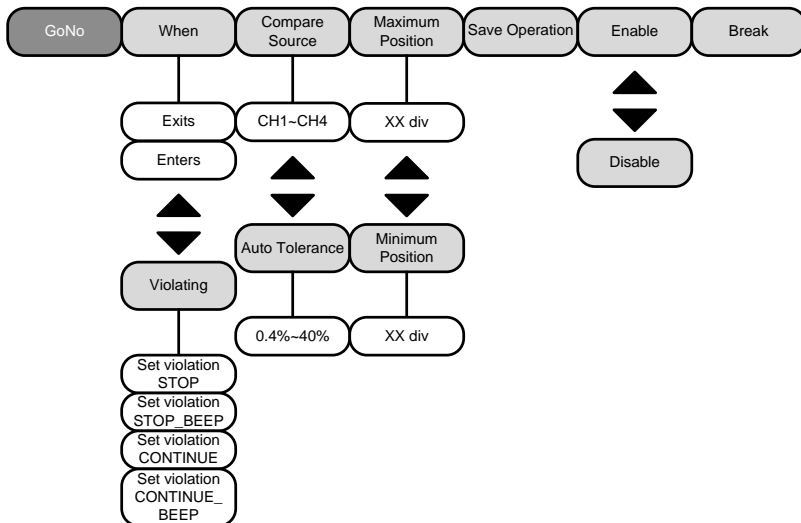 GoNo
When
Compare
Source
Maximum
Position
Save Operation
Enable
Break
Exits
Enters
CH1~CH4
XX div
Disable
Auto Tolerance
Minimum
Position
Violating
0.4%~40%
XX div
Set violation
STOP
Set violation
STOP_BEEP
Set violation
CONTINUE
Set violation
CONTINUE_
BEEP